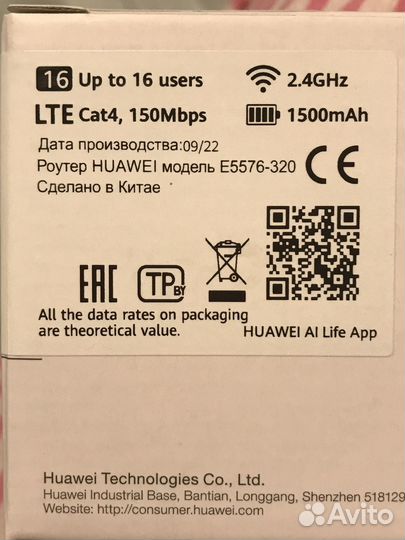 16 Up to 16 users 2.4GHz
LTE Cat4, 150Mbps 1500mAh
Дата производства:09/22
Роутер HUAWEI модель E5576-320
Сделано в Китае
CE
EAC TP BY
All the data rates on packaging
are theoretical value.
HUAWEI AI Life App
Huawei Technologies Co., Ltd.
Huawei Industrial Base, Bantian, Longgang, Shenzhen 518129
Website: http://consumer.huawei.com
Avito